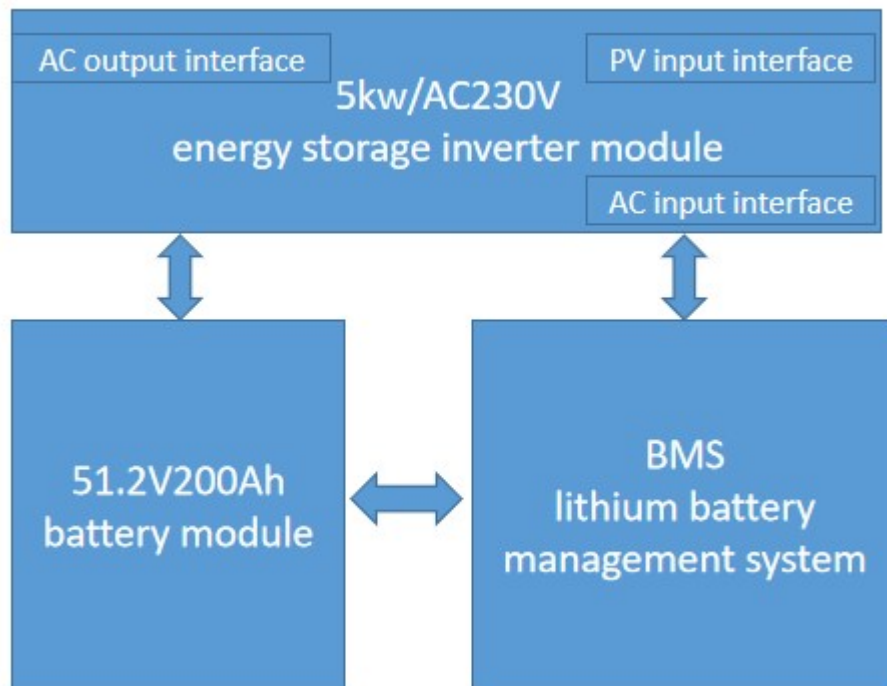 AC output interface
PV input interface
5kw/AC230V
energy storage inverter module
AC input interface
51.2V200Ah
battery module
BMS
lithium battery
management system